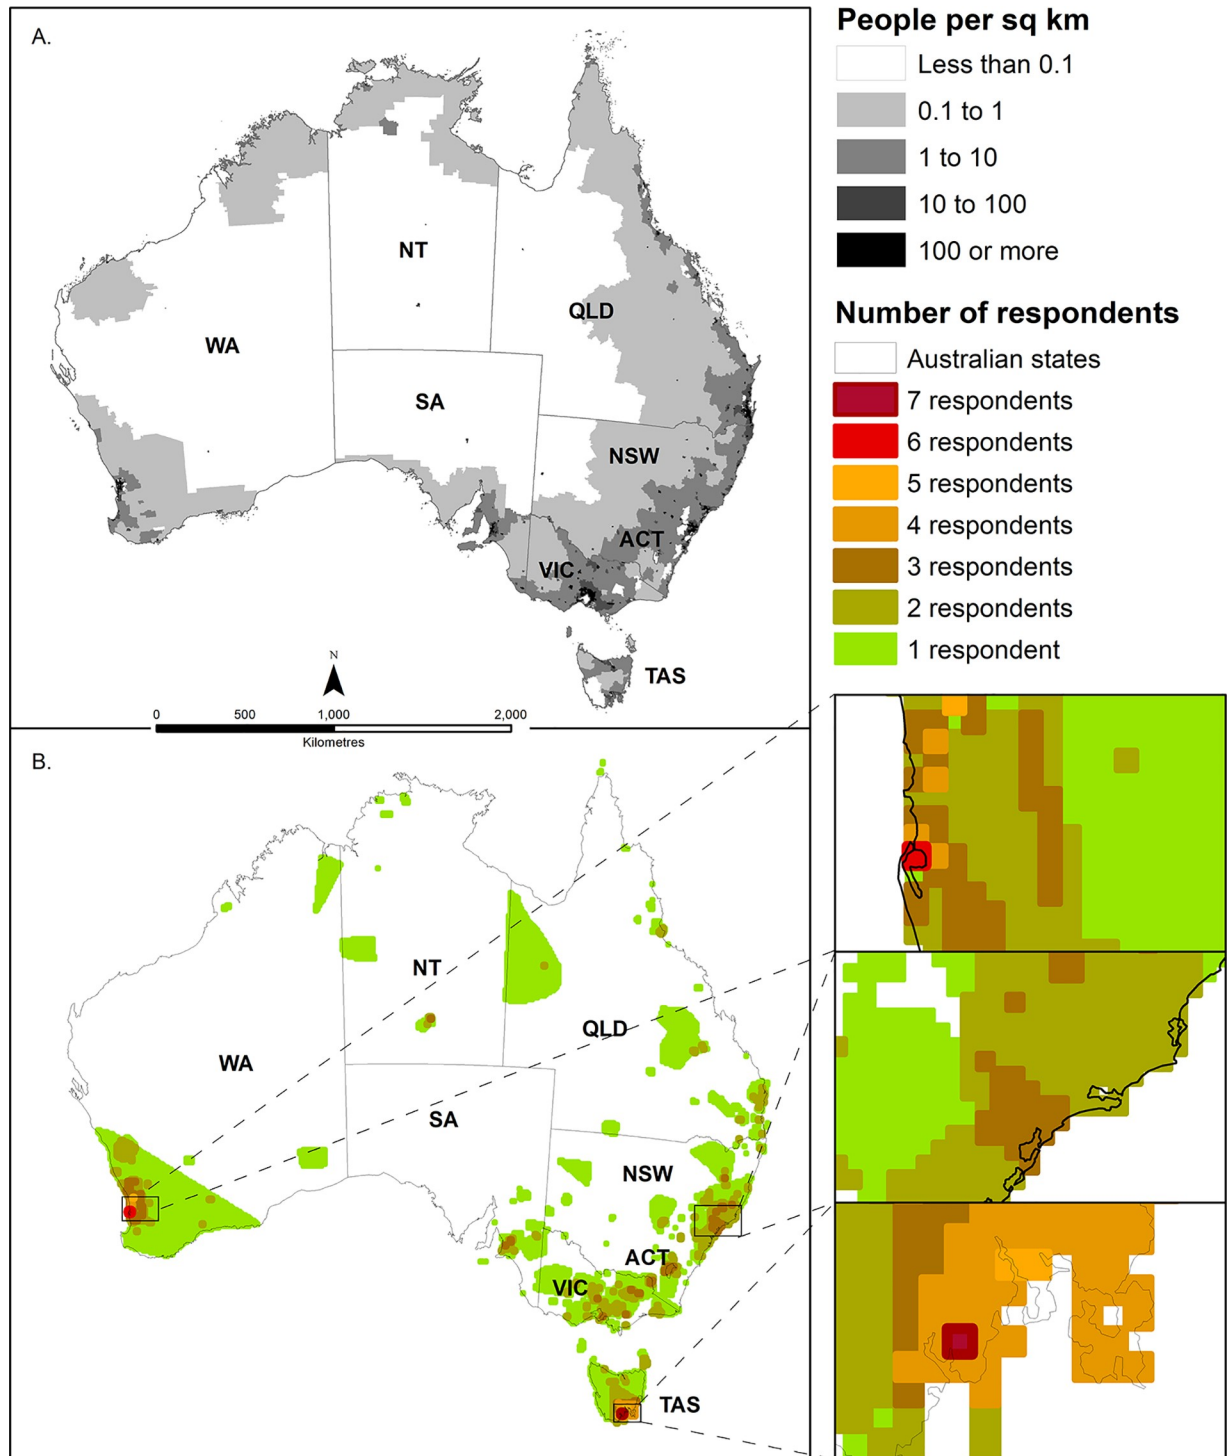 A.
NT
QLD
WA
SA
NSW
ACT
VIC
TAS
N
0 500 1,000 2,000
Kilometres
People per sq km
Less than 0.1
0.1 to 1
1 to 10
10 to 100
100 or more
Number of respondents
Australian states
7 respondents
6 respondents
5 respondents
4 respondents
3 respondents
2 respondents
1 respondent
B.
NT
QLD
WA
SA
NSW
ACT
VIC
TAS